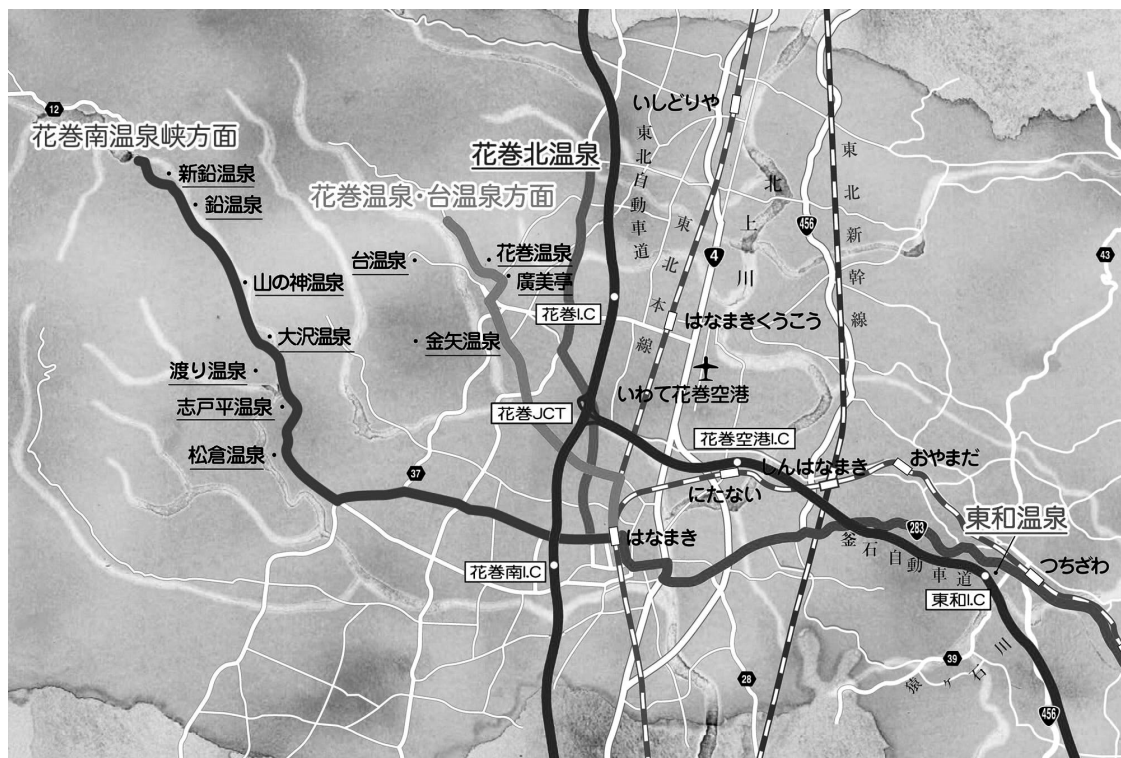 12
花巻南温泉峡方面
新鉛温泉
鉛温泉
山の神温泉
大沢温泉
渡り温泉
志戸平温泉
松倉温泉
37
花巻温泉・台温泉方面
台温泉
花巻温泉
廣美亭
金矢温泉
花巻北温泉
花巻I.C
花巻JCT
花巻南I.C
東北自動車道
いしどりや
東北本線
北上川
4
456
東北新幹線
43
はなまきくうこう
いわて花巻空港
花巻空港I.C
しんはなまき
にたない
おやまだ
はなまき
東和温泉
283
釜石自動車道
つちざわ
東和I.C
猿ヶ石川
39
28
456